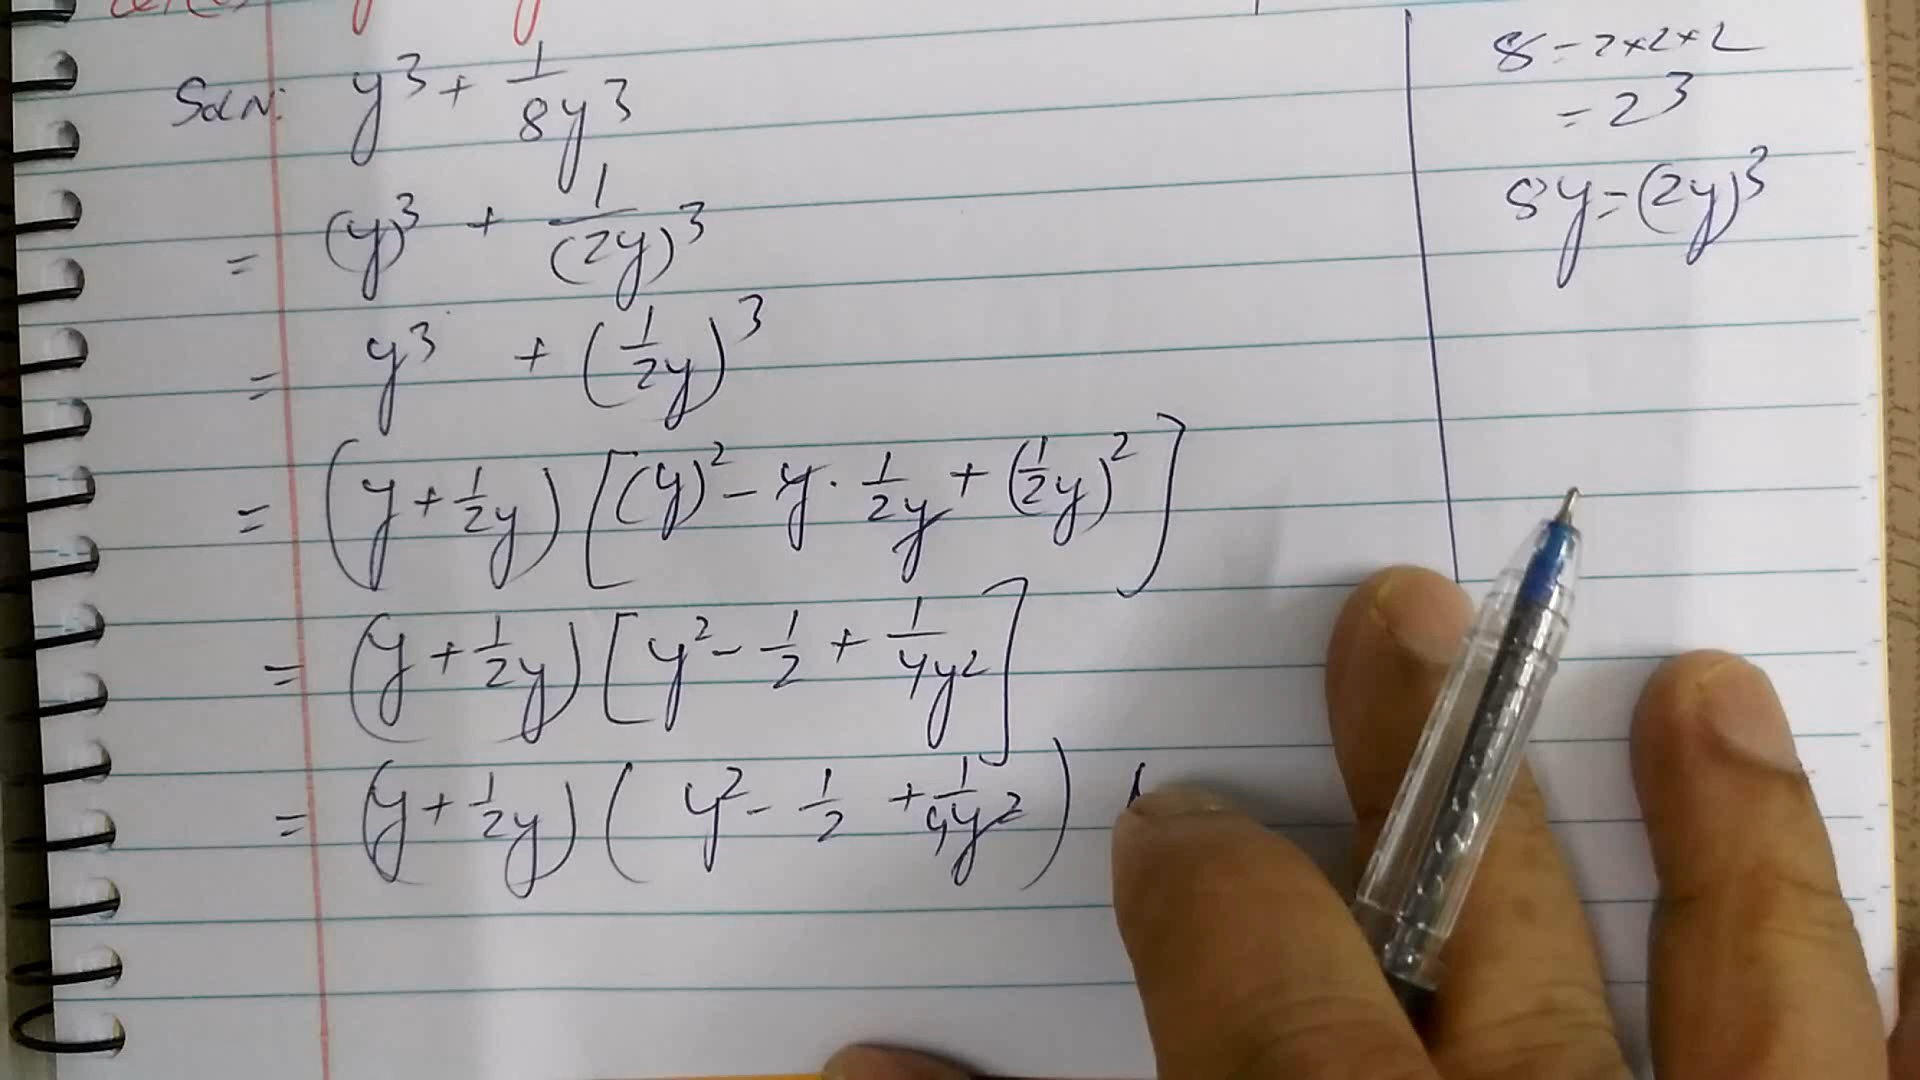 Soln: y³ + 1/8y³
= (y)³ + 1/(2y)³
= y³ + (1/2y)³
= (y + 1/2y) [(y)² - y · 1/2y + (1/2y)²]
= (y + 1/2y) [y² - 1/2 + 1/4y²]
= (y + 1/2y) ( y² - 1/2 + 1/4y² )
8 = 2×2×2
= 2³
8y = (2y)³